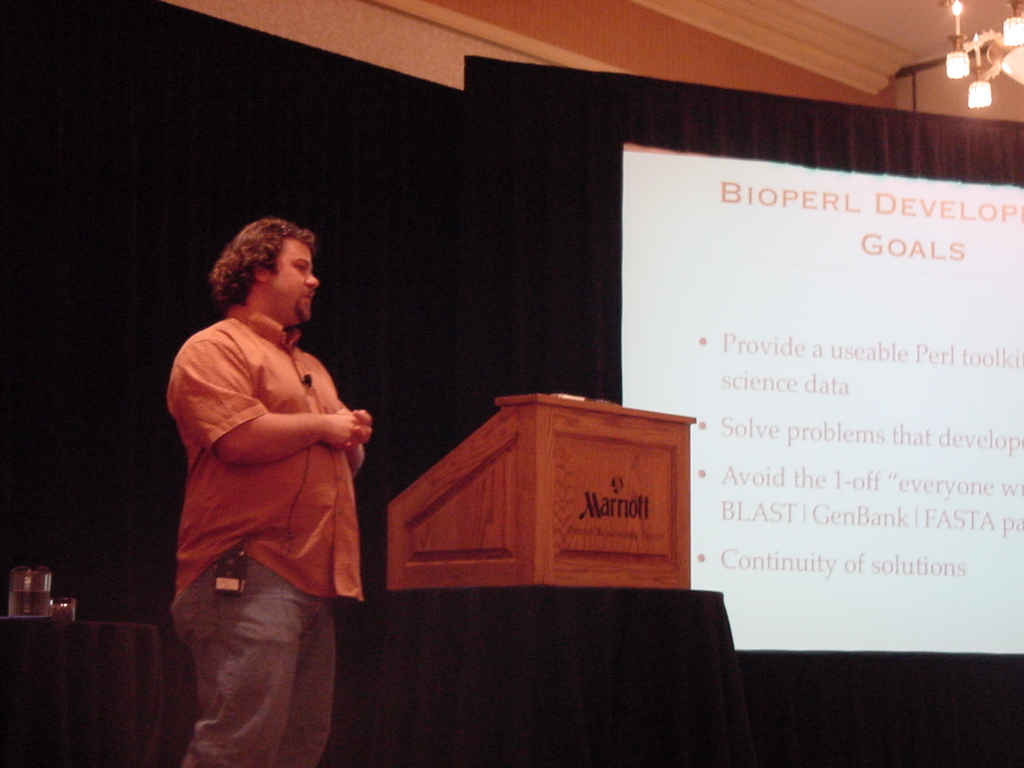 BIOPERL DEVELOP
GOALS
• Provide a useable Perl toolki
science data
• Solve problems that develope
• Avoid the 1-off “everyone w
BLAST|GenBank|FASTA pa
• Continuity of solutions
Marriott